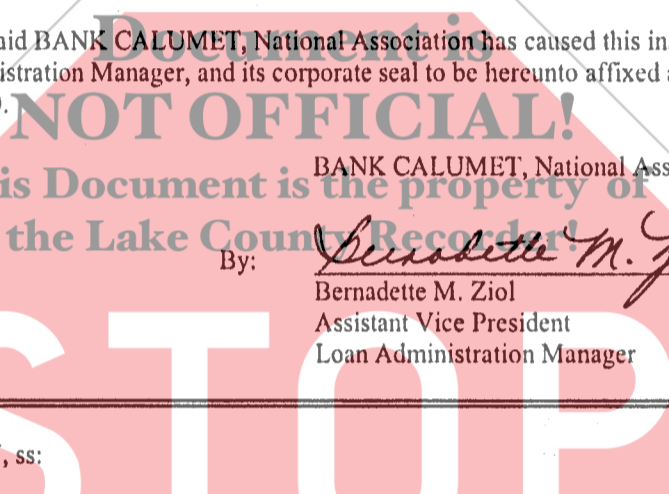 aid BANK CALUMET, National Association has caused this in
istration Manager, and its corporate seal to be hereunto affixed
).
Document is
NOT OFFICIAL!
is Document is the property of
the Lake County Recorder!
STOP
BANK CALUMET, National Ass
By: Bernadette M.
Bernadette M. Ziol
Assistant Vice President
Loan Administration Manager
, ss: